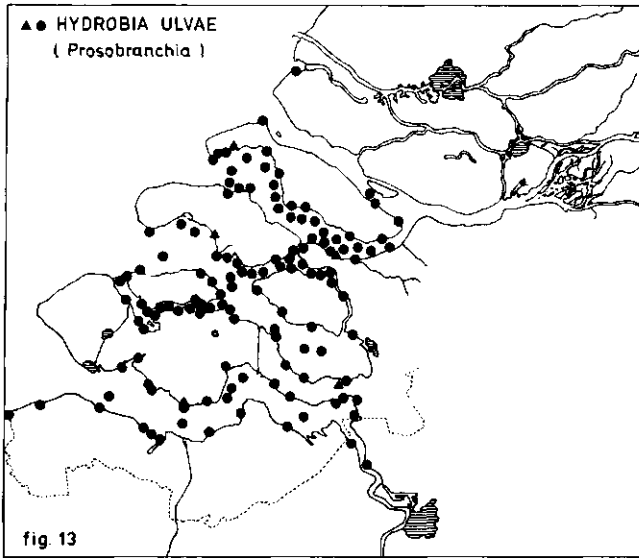 ▲ ● HYDROBIA ULVAE
( Prosobranchia )
fig. 13